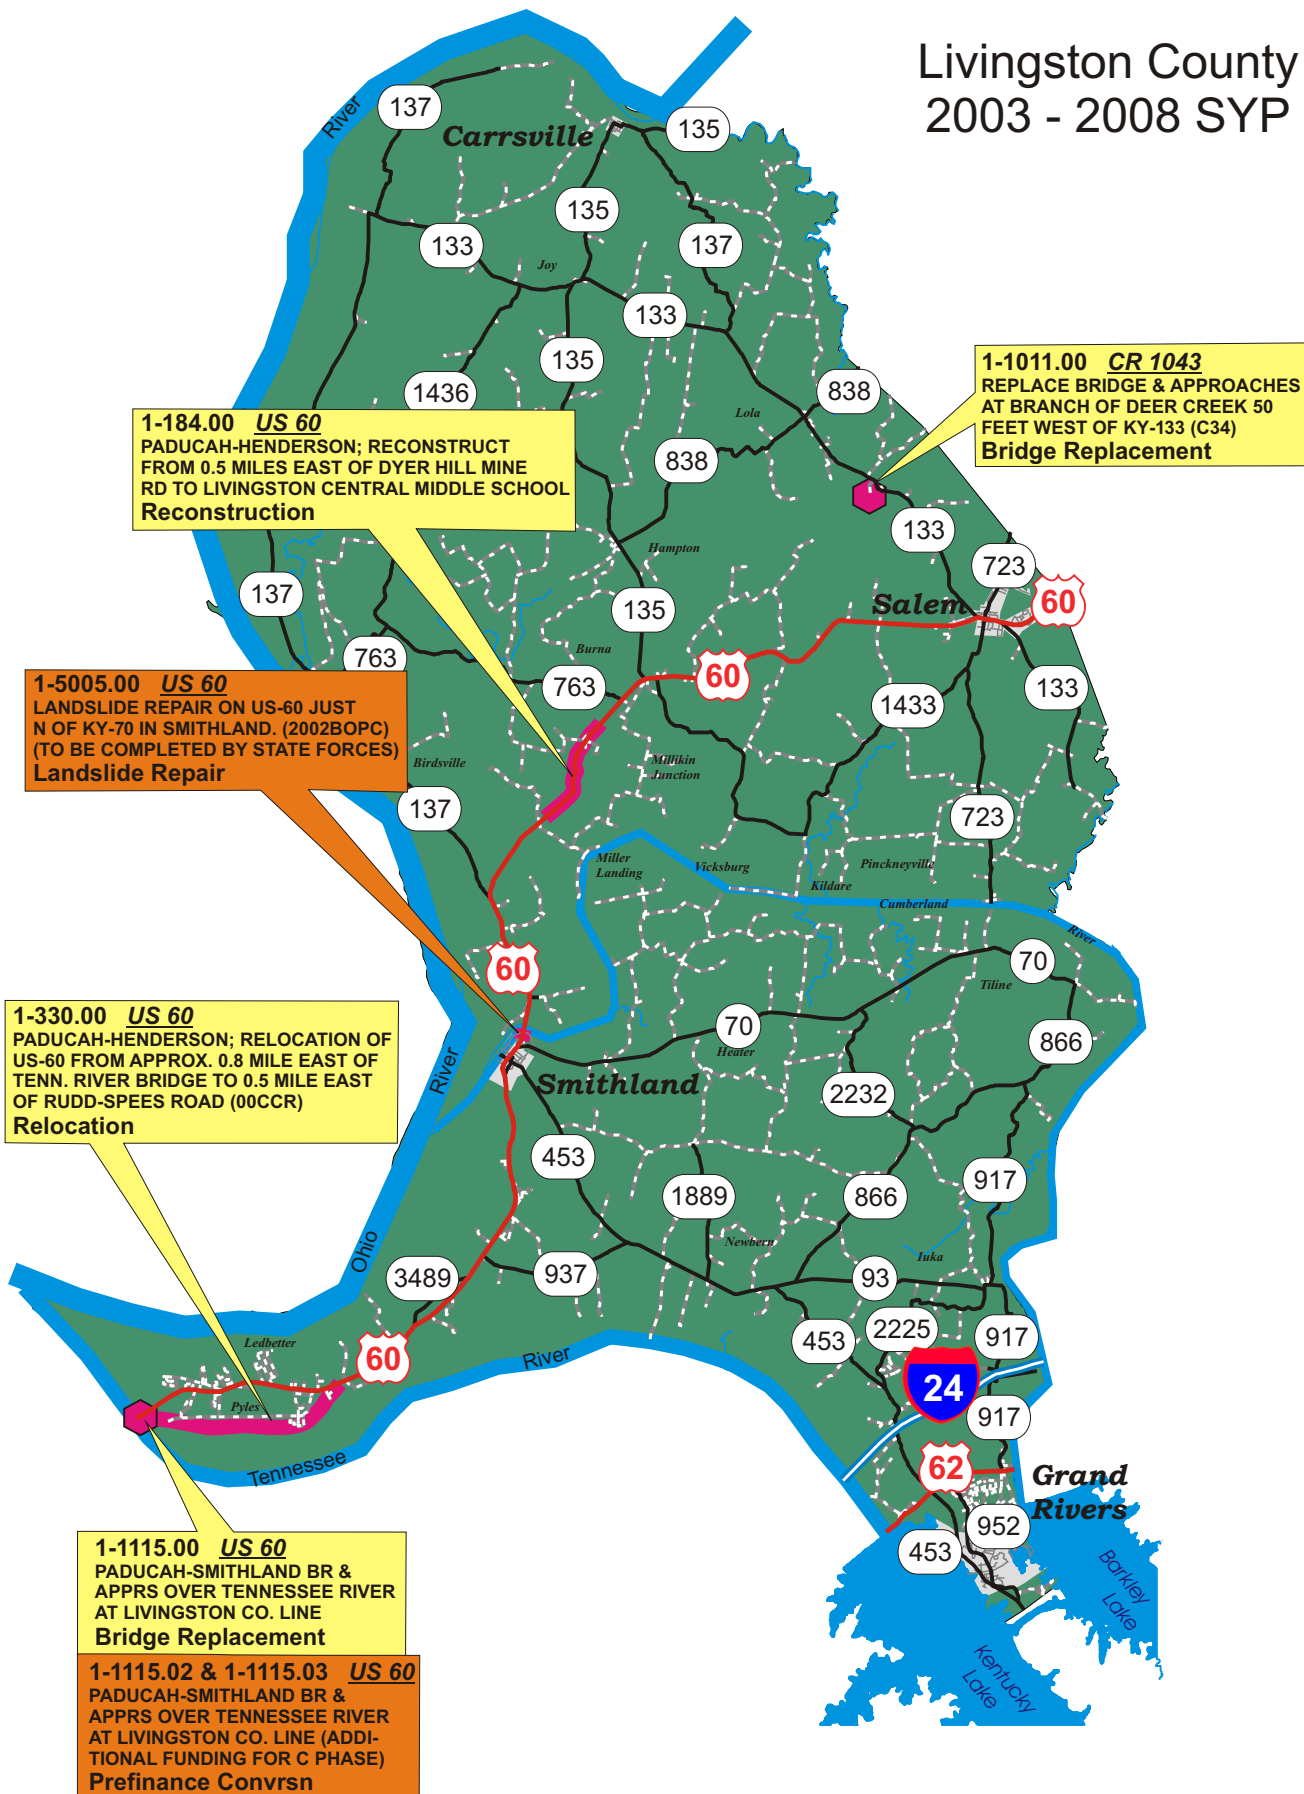 Livingston County
2003 - 2008 SYP
River
137
Carrsville
135
135
133
137
Joy
133
135
1436
838
Lola
838
1-1011.00 CR 1043
REPLACE BRIDGE & APPROACHES
AT BRANCH OF DEER CREEK 50
FEET WEST OF KY-133 (C34)
Bridge Replacement
1-184.00 US 60
PADUCAH-HENDERSON; RECONSTRUCT
FROM 0.5 MILES EAST OF DYER HILL MINE
RD TO LIVINGSTON CENTRAL MIDDLE SCHOOL
Reconstruction
133
Hampton
723
137
135
Salem
60
Burna
763
763
60
133
1433
1-5005.00 US 60
LANDSLIDE REPAIR ON US-60 JUST
N OF KY-70 IN SMITHLAND. (2002BOPC)
(TO BE COMPLETED BY STATE FORCES)
Landslide Repair
Birdsville
Millikin
Junction
137
723
Miller
Landing
Vicksburg
Pinckneyville
Kildare
Cumberland
River
60
70
Tiline
1-330.00 US 60
PADUCAH-HENDERSON; RELOCATION OF
US-60 FROM APPROX. 0.8 MILE EAST OF
TENN. RIVER BRIDGE TO 0.5 MILE EAST
OF RUDD-SPEES ROAD (00CCR)
Relocation
70
Heater
866
River
Smithland
2232
453
1889
866
917
Newbern
Iuka
Ohio
3489
937
93
453
2225
917
Ledbetter
60
River
24
Pyles
917
Tennessee
62
Grand
Rivers
952
453
Barkley
Lake
Kentucky
Lake
1-1115.00 US 60
PADUCAH-SMITHLAND BR &
APPRS OVER TENNESSEE RIVER
AT LIVINGSTON CO. LINE
Bridge Replacement
1-1115.02 & 1-1115.03 US 60
PADUCAH-SMITHLAND BR &
APPRS OVER TENNESSEE RIVER
AT LIVINGSTON CO. LINE (ADDI-
TIONAL FUNDING FOR C PHASE)
Prefinance Convrsn